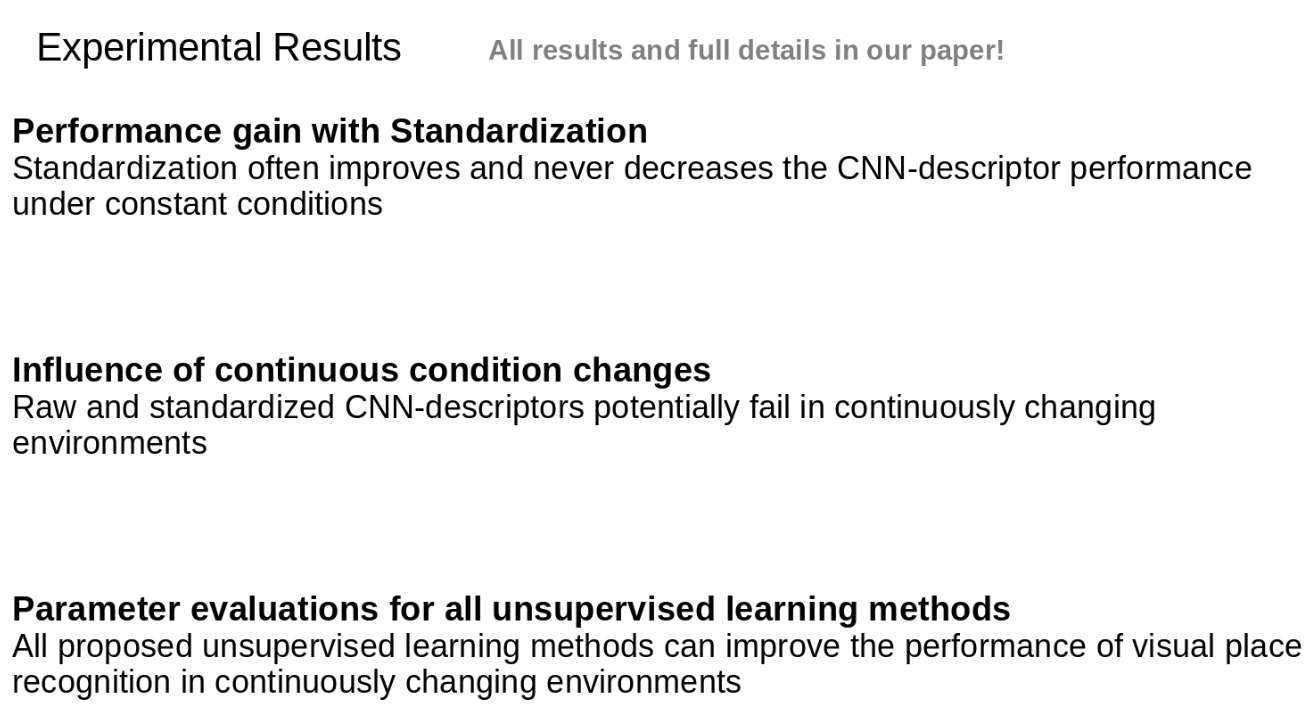 Experimental Results
All results and full details in our paper!
Performance gain with Standardization
Standardization often improves and never decreases the CNN-descriptor performance
under constant conditions
Influence of continuous condition changes
Raw and standardized CNN-descriptors potentially fail in continuously changing
environments
Parameter evaluations for all unsupervised learning methods
All proposed unsupervised learning methods can improve the performance of visual place
recognition in continuously changing environments